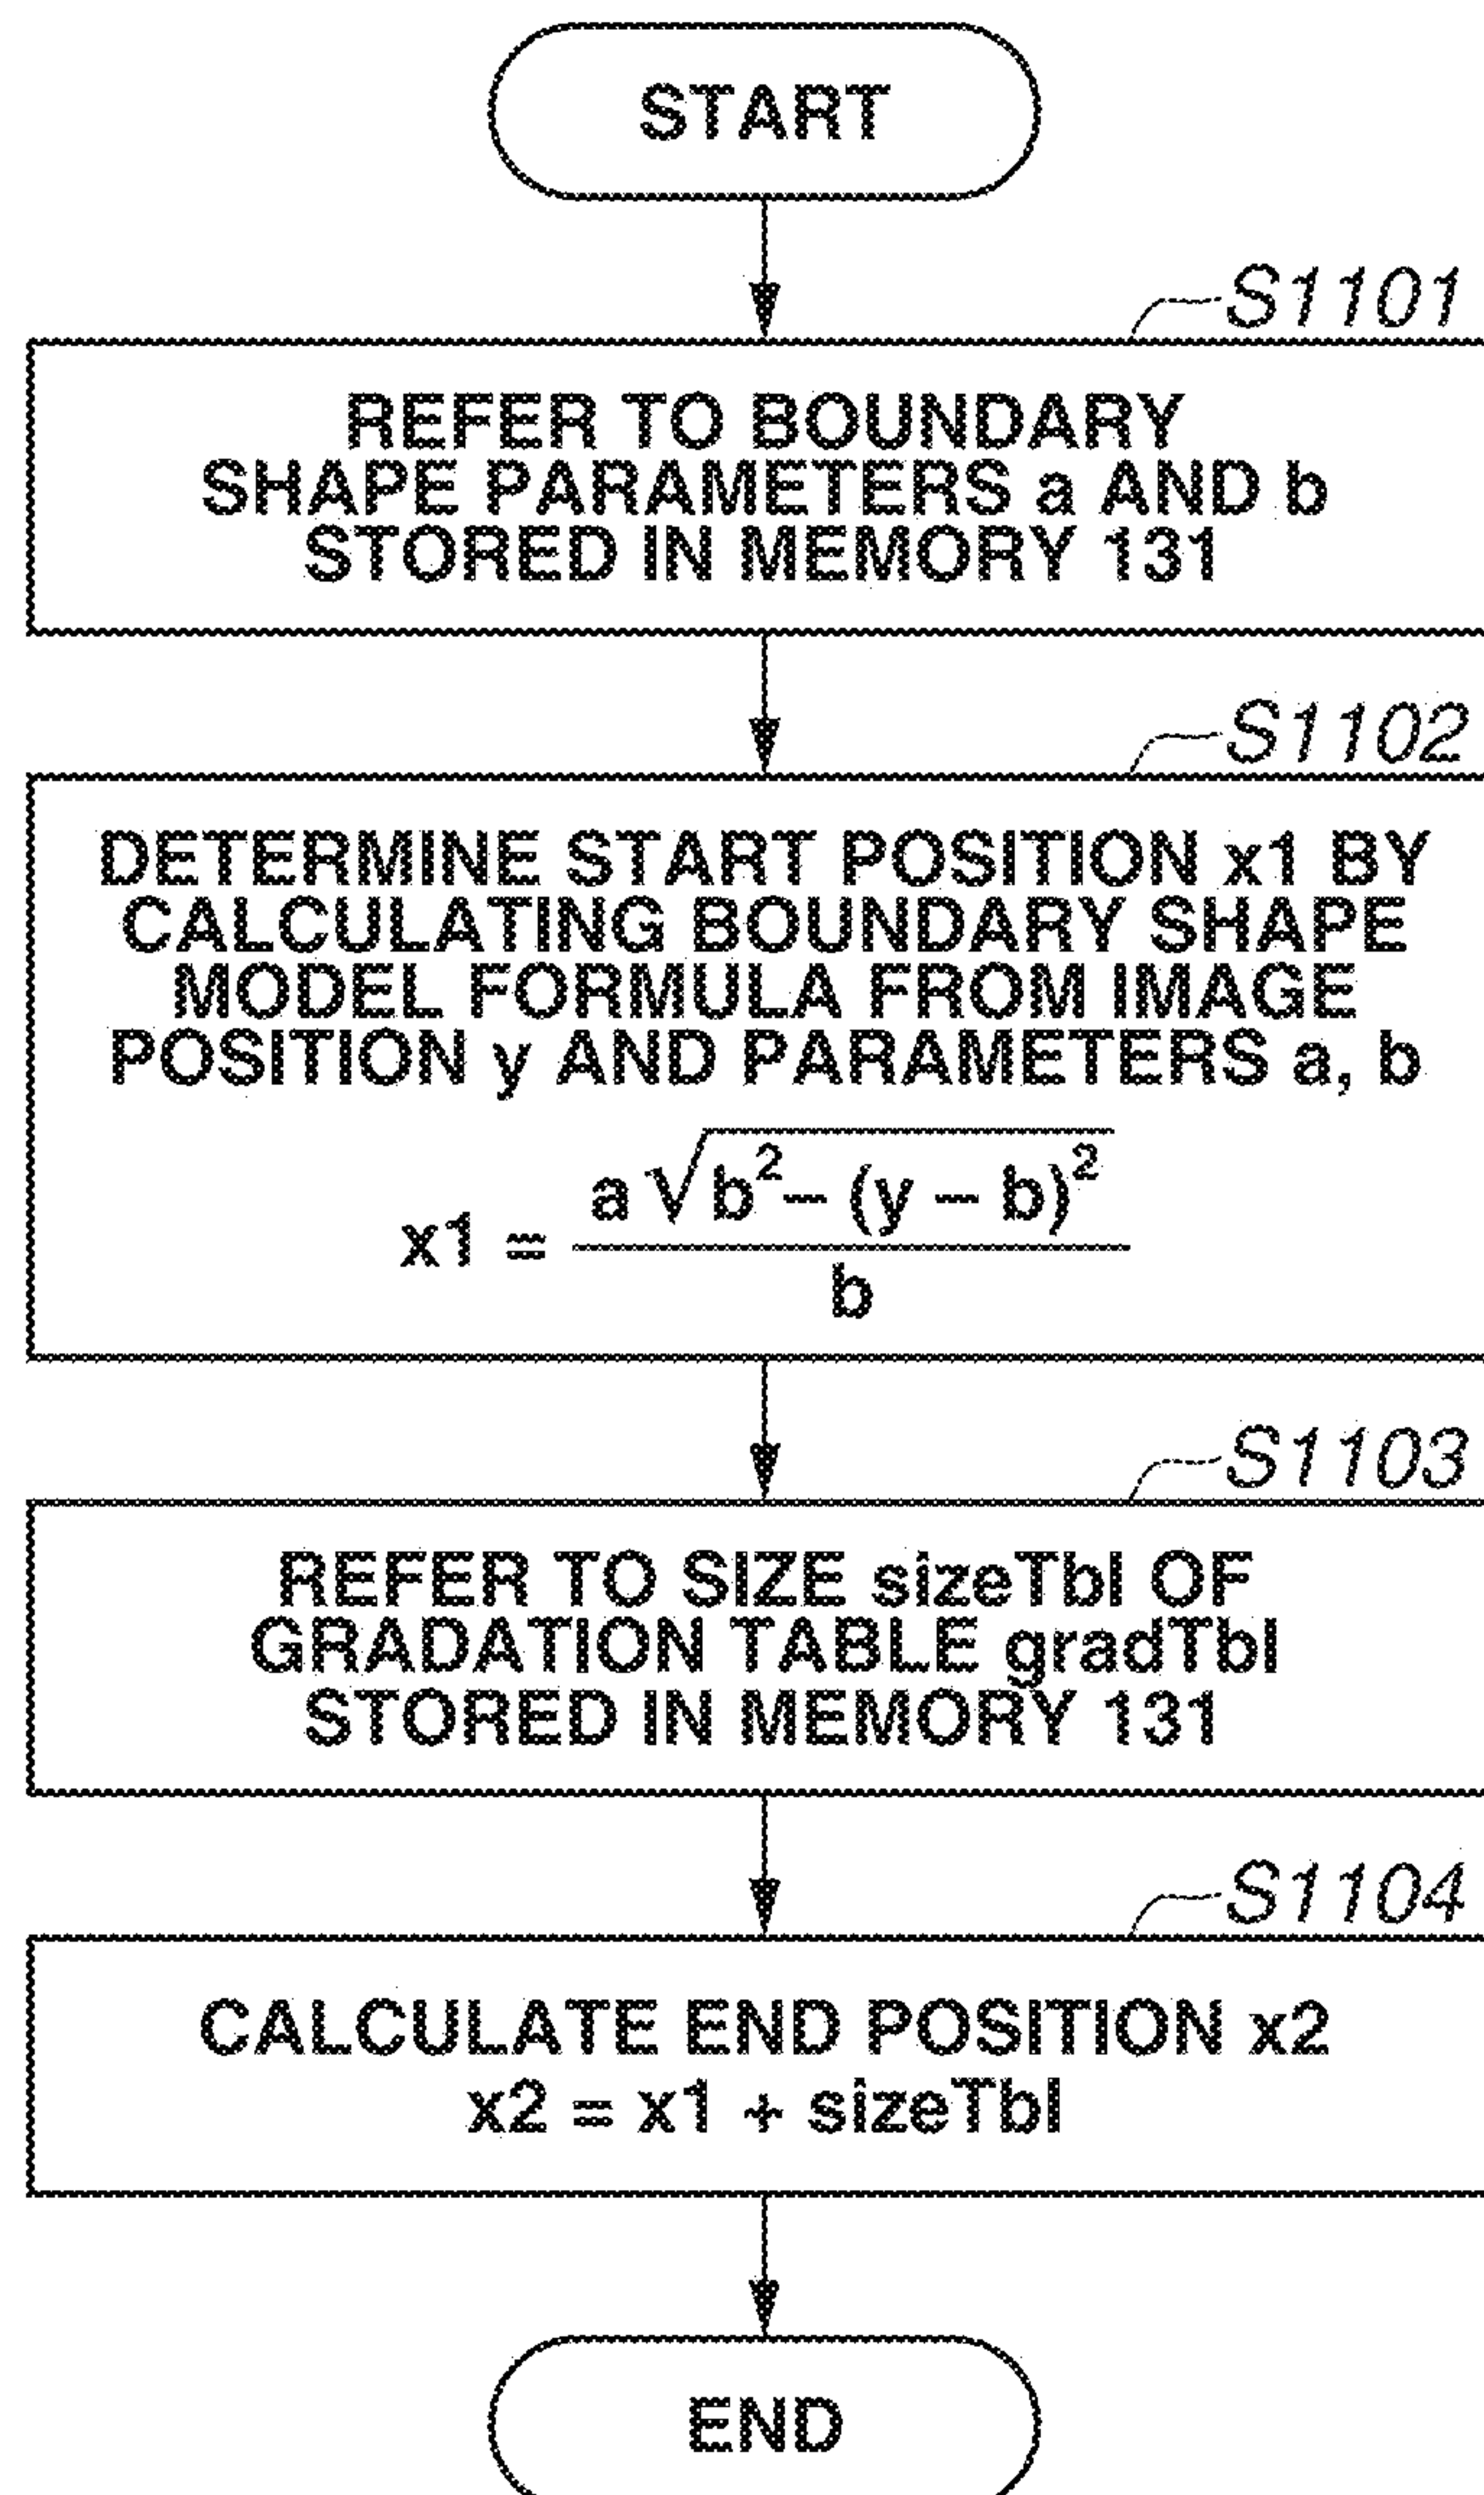 START
S1101
REFER TO BOUNDARY
SHAPE PARAMETERS a AND b
STORED IN MEMORY 131
S1102
DETERMINE START POSITION x1 BY
CALCULATING BOUNDARY SHAPE
MODEL FORMULA FROM IMAGE
POSITION y AND PARAMETERS a, b
x1 = a√b²– (y – b)²
b
S1103
REFER TO SIZE sizeTbl OF
GRADATION TABLE gradTbl
STORED IN MEMORY 131
S1104
CALCULATE END POSITION x2
x2 = x1 + sizeTbl
END